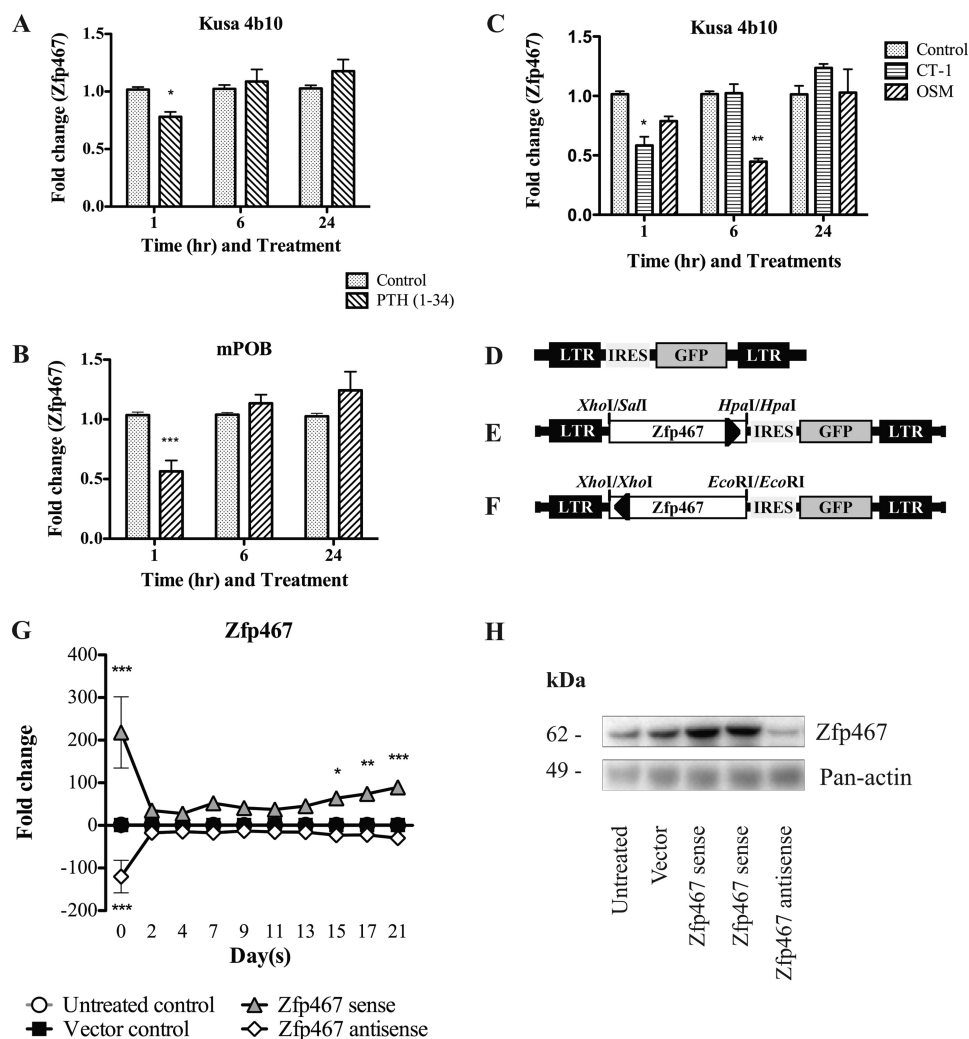 A
Kusa 4b10
Fold change (Zfp467)
1.5
1.0
0.5
0.0
*
1 6 24
Time (hr) and Treatment
Control
PTH (1-34)
B
mPOB
Fold change (Zfp467)
1.5
1.0
0.5
0.0
***
1 6 24
Time (hr) and Treatment
C
Kusa 4b10
Fold change (Zfp467)
1.5
1.0
0.5
0.0
*
**
1 6 24
Time (hr) and Treatments
Control
CT-1
OSM
D
LTR IRES GFP LTR
XhoI/SalI HpaI/HpaI
E
LTR Zfp467 IRES GFP LTR
XhoI/XhoI EcoRI/EcoRI
F
LTR Zfp467 IRES GFP LTR
G
Zfp467
Fold change
400
300
200
100
0
-100
-200
***
* ** ***
***
0 2 4 7 9 11 13 15 17 21
Day(s)
Untreated control
Vector control
Zfp467 sense
Zfp467 antisense
H
kDa
62 - Zfp467
49 - Pan-actin
Untreated
Vector
Zfp467 sense
Zfp467 sense
Zfp467 antisense